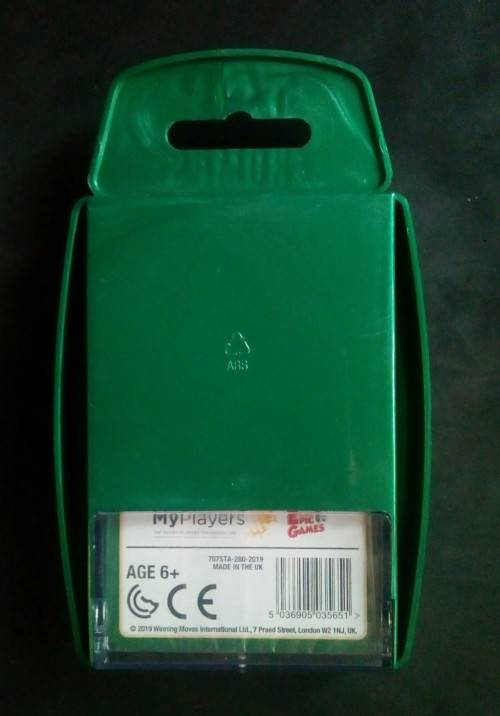 ABS
MyPlayers
EPIC
GAMES
707STA-280-2019
MADE IN THE UK
AGE 6+
CE
5 036905 035651 >
© 2019 Winning Moves International Ltd., 7 Praed Street, London W2 1NJ, UK.